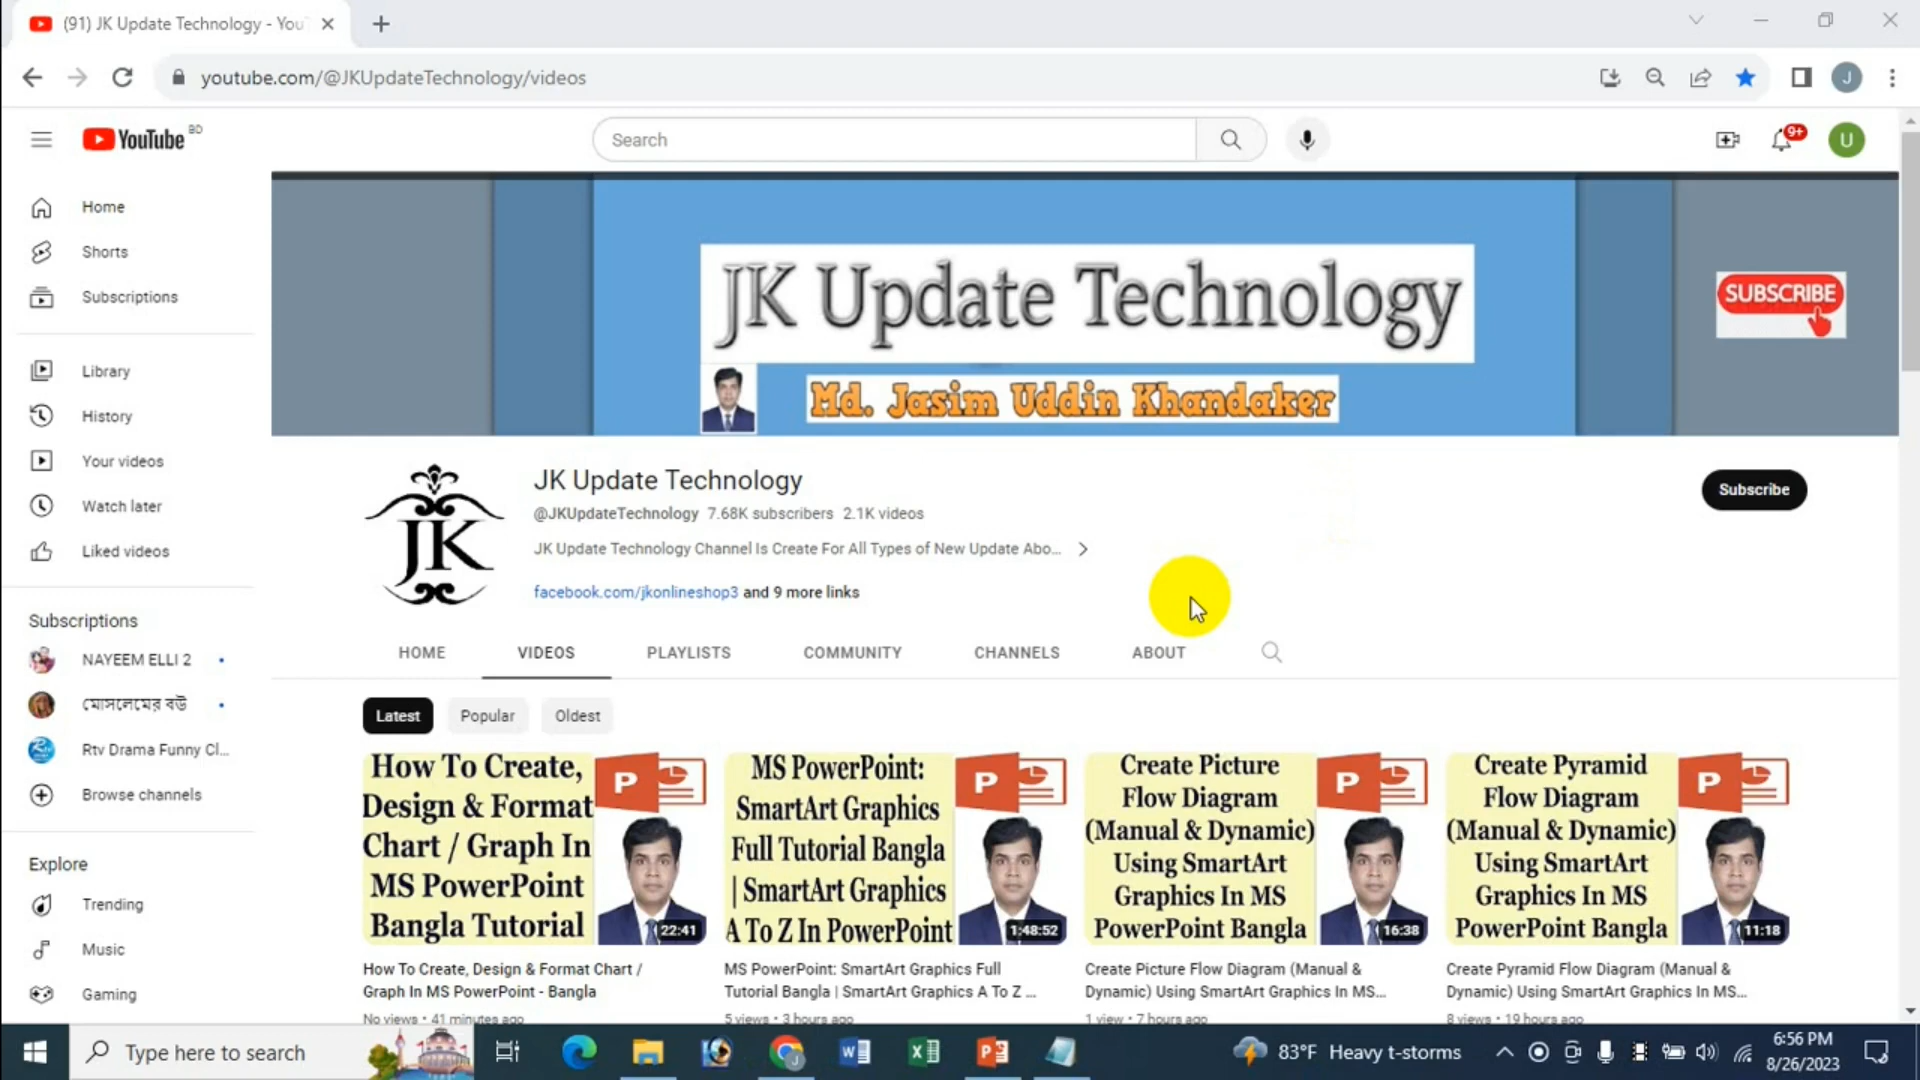 (91) JK Update Technology - You
youtube.com/@JKUpdateTechnology/videos
J
YouTube BD
Search
9+
U
Home
Shorts
Subscriptions
Library
History
Your videos
Watch later
Liked videos
Subscriptions
NAYEEM ELLI 2
মোসলেমের বউ
Rtv Drama Funny Cl...
Browse channels
Explore
Trending
Music
Gaming
JK Update Technology
Md. Jasim Uddin Khandaker
SUBSCRIBE
JK
JK Update Technology
@JKUpdateTechnology 7.68K subscribers 2.1K videos
JK Update Technology Channel Is Create For All Types of New Update Abo...
facebook.com/jkonlineshop3 and 9 more links
Subscribe
HOME VIDEOS PLAYLISTS COMMUNITY CHANNELS ABOUT
Latest Popular Oldest
How To Create,
Design & Format
Chart / Graph In
MS PowerPoint
Bangla Tutorial
P
22:41
How To Create, Design & Format Chart /
Graph In MS PowerPoint - Bangla
No views • 41 minutes ago
MS PowerPoint:
SmartArt Graphics
Full Tutorial Bangla
| SmartArt Graphics
A To Z In PowerPoint
P
1:48:52
MS PowerPoint: SmartArt Graphics Full
Tutorial Bangla | SmartArt Graphics A To Z ...
5 views • 3 hours ago
Create Picture
Flow Diagram
(Manual & Dynamic)
Using SmartArt
Graphics In MS
PowerPoint Bangla
P
16:38
Create Picture Flow Diagram (Manual &
Dynamic) Using SmartArt Graphics In MS...
1 view • 7 hours ago
Create Pyramid
Flow Diagram
(Manual & Dynamic)
Using SmartArt
Graphics In MS
PowerPoint Bangla
P
11:18
Create Pyramid Flow Diagram (Manual &
Dynamic) Using SmartArt Graphics In MS...
8 views • 19 hours ago
Type here to search
83°F Heavy t-storms
6:56 PM
8/26/2023